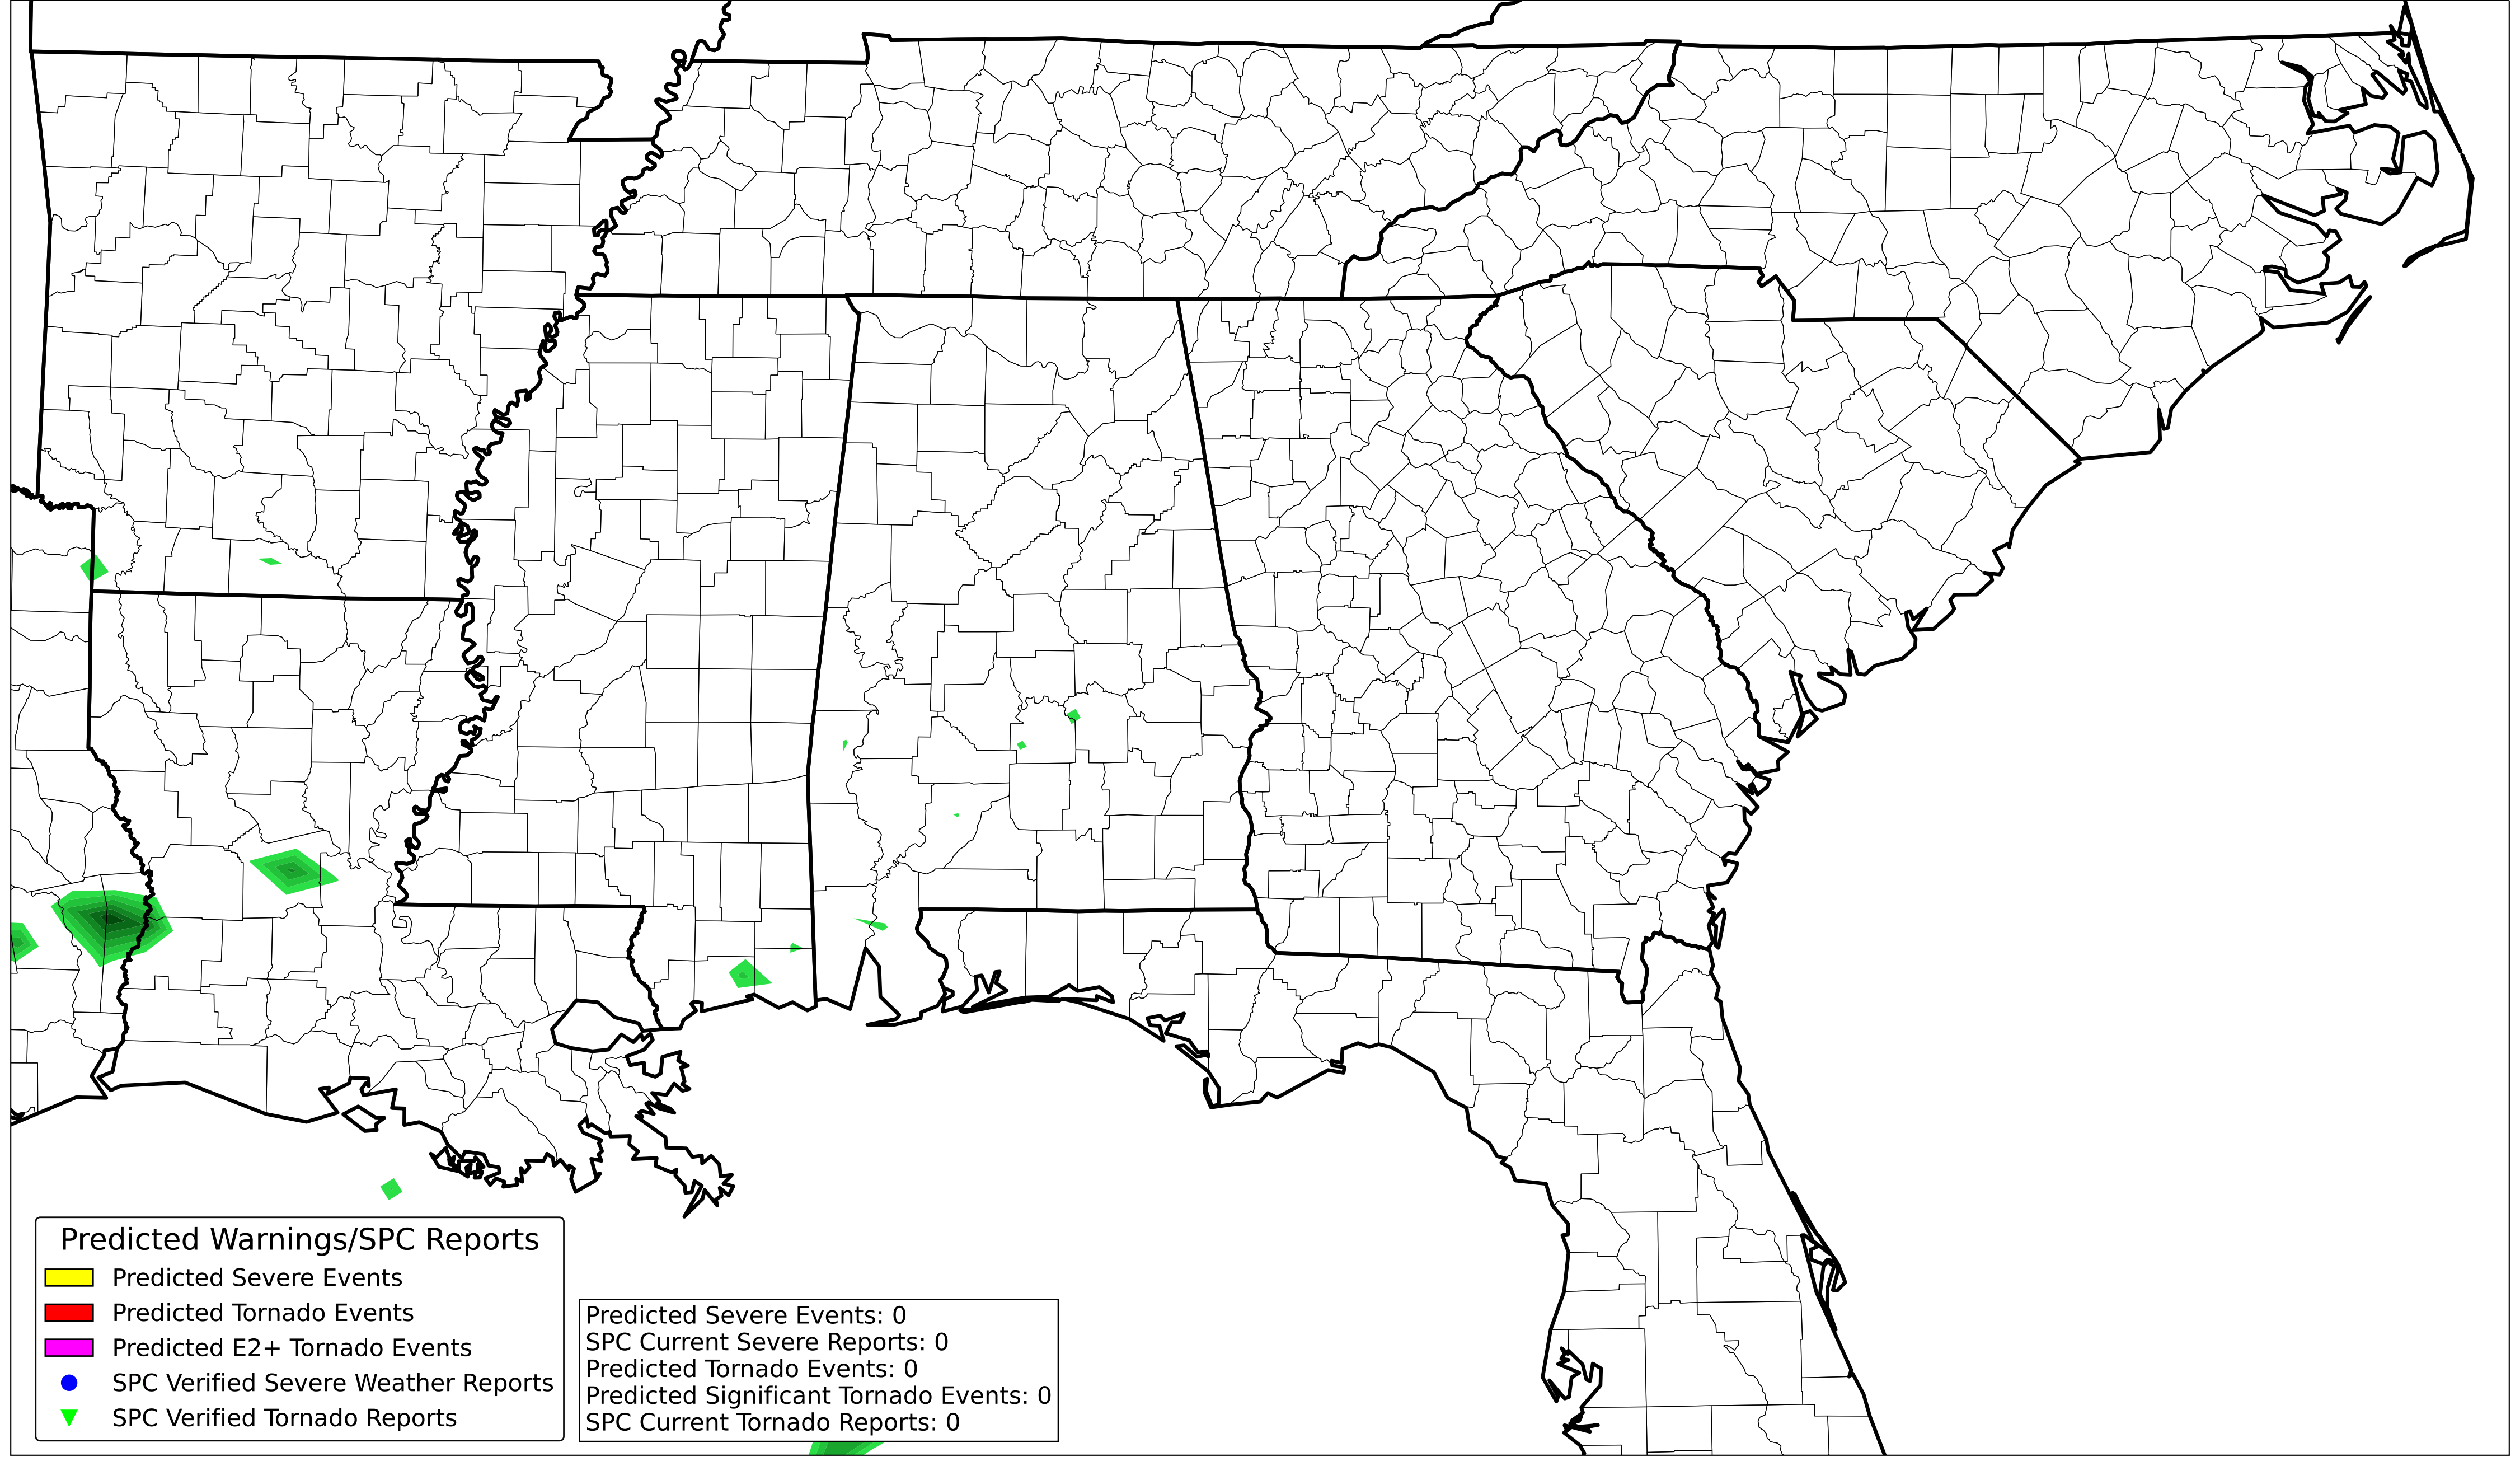 Predicted Warnings/SPC Reports
Predicted Severe Events
Predicted Tornado Events
Predicted E2+ Tornado Events
SPC Verified Severe Weather Reports
SPC Verified Tornado Reports
Predicted Severe Events: 0
SPC Current Severe Reports: 0
Predicted Tornado Events: 0
Predicted Significant Tornado Events: 0
SPC Current Tornado Reports: 0